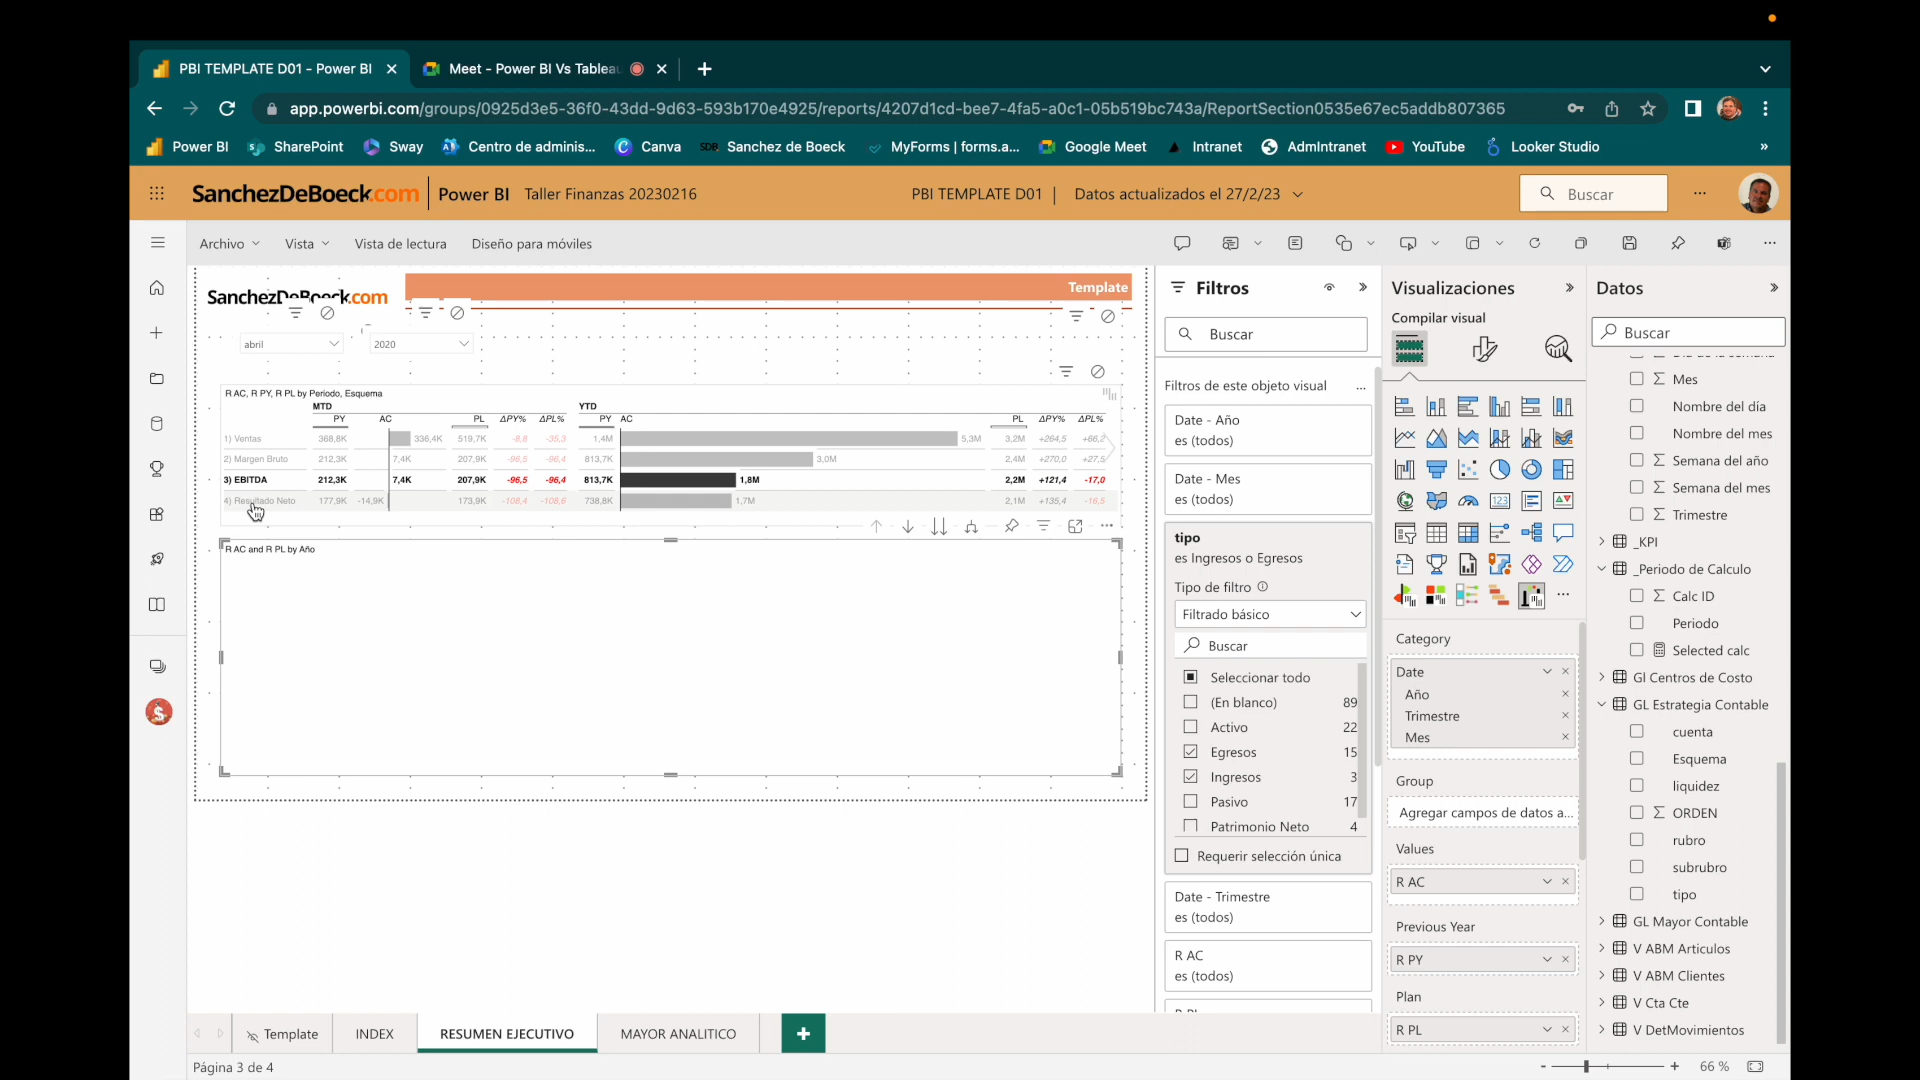 PBI TEMPLATE D01 - Power BI
Meet - Power BI Vs Tableau
app.powerbi.com/groups/0925d3e5-36f0-43dd-9d63-593b170e4925/reports/4207d1cd-bee7-4fa5-a0c1-05b519bc743a/ReportSection0535e67ec5addb807365
Power BI SharePoint Sway Centro de adminis... Canva Sanchez de Boeck MyForms | forms.a... Google Meet Intranet AdmIntranet YouTube Looker Studio »
SanchezDeBoeck.com Power BI Taller Finanzas 20230216 PBI TEMPLATE D01 | Datos actualizados el 27/2/23 Buscar
Archivo Vista Vista de lectura Diseño para móviles
SanchezDeBoeck.com
Template
abril 2020
R AC, R PY, R PL by Periodo, Esquema
MTD YTD
PY AC PL ΔPY% ΔPL% PY AC PL ΔPY% ΔPL%
1) Ventas 368,8K 336,4K 519,7K -8,8 -35,3 1,4M 5,3M 3,2M +264,5 +66,2
2) Margen Bruto 212,3K 7,4K 207,9K -96,5 -96,4 813,7K 3,0M 2,4M +270,0 +27,5
3) EBITDA 212,3K 7,4K 207,9K -96,5 -96,4 813,7K 1,8M 2,2M +121,4 -17,0
4) Resultado Neto 177,9K -14,9K 173,9K -108,4 -108,6 738,8K 1,7M 2,1M +135,4 -16,5
R AC and R PL by Año
Filtros
Buscar
Filtros de este objeto visual ...
Date - Año
es (todos)
Date - Mes
es (todos)
tipo
es Ingresos o Egresos
Tipo de filtro
Filtrado básico
Buscar
Seleccionar todo
(En blanco) 89
Activo 22
Egresos 15
Ingresos 3
Pasivo 17
Patrimonio Neto 4
Requerir selección única
Date - Trimestre
es (todos)
R AC
es (todos)
Visualizaciones
Compilar visual
Category
Date
Año
Trimestre
Mes
Group
Agregar campos de datos a...
Values
R AC
Previous Year
R PY
Plan
R PL
Datos
Buscar
Mes
Nombre del día
Nombre del mes
Semana del año
Semana del mes
Trimestre
_KPI
_Periodo de Calculo
Calc ID
Periodo
Selected calc
Gl Centros de Costo
GL Estrategia Contable
cuenta
Esquema
liquidez
ORDEN
rubro
subrubro
tipo
GL Mayor Contable
V ABM Articulos
V ABM Clientes
V Cta Cte
V DetMovimientos
Template INDEX RESUMEN EJECUTIVO MAYOR ANALITICO +
Página 3 de 4
- + 66 %